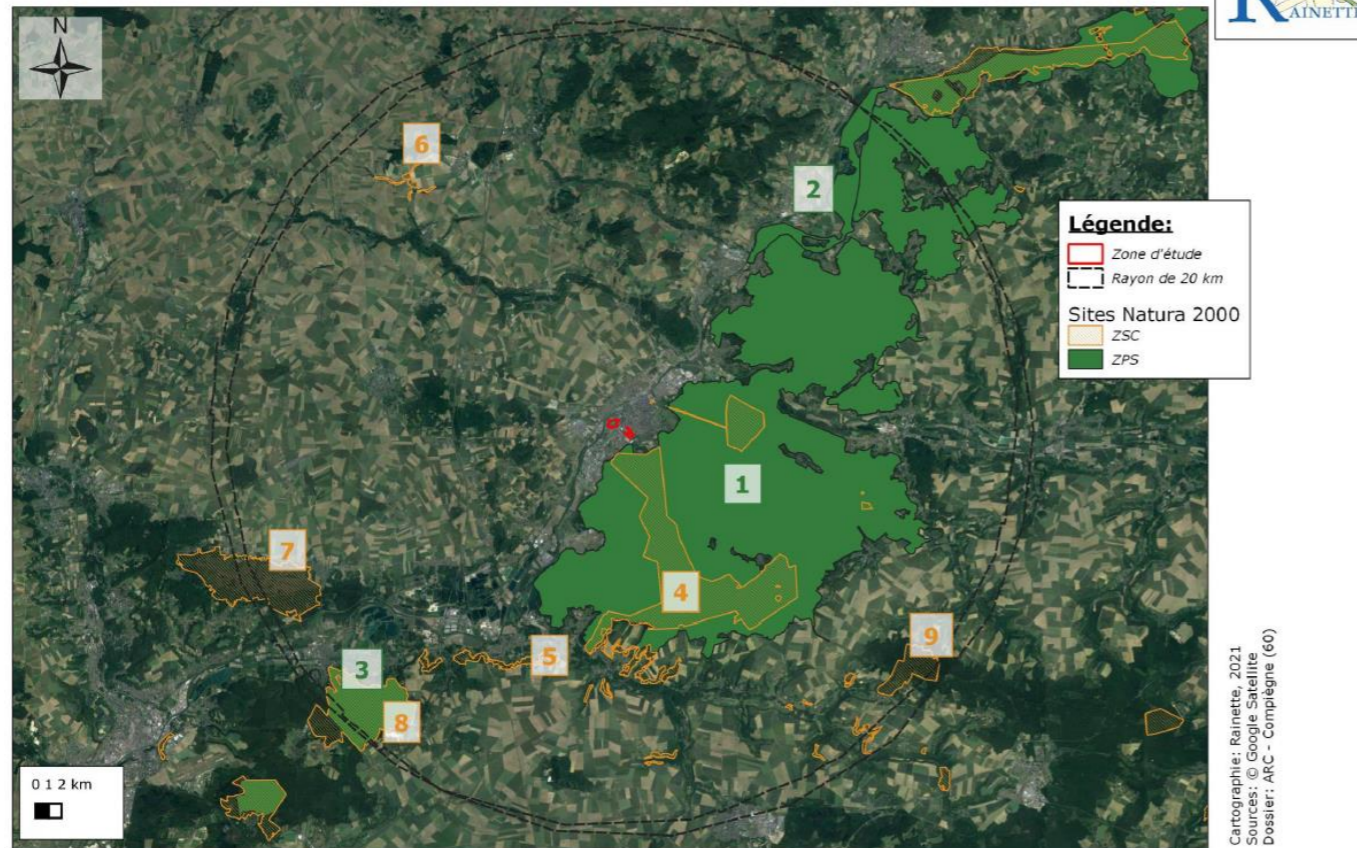 RAINETTE
N
6
2
Légende:
Zone d'étude
Rayon de 20 km
Sites Natura 2000
ZSC
ZPS
1
7
4
9
5
3
8
0 1 2 km
Cartographie: Rainette, 2021
Sources: © Google Satellite
Dossier: ARC - Compiègne (60)